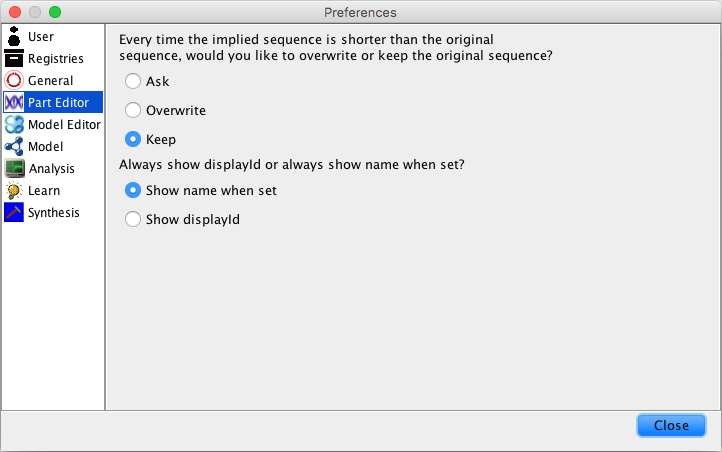 Preferences
User
Registries
General
Part Editor
Model Editor
Model
Analysis
Learn
Synthesis
Every time the implied sequence is shorter than the original
sequence, would you like to overwrite or keep the original sequence?
Ask
Overwrite
Keep
Always show displayId or always show name when set?
Show name when set
Show displayId
Close